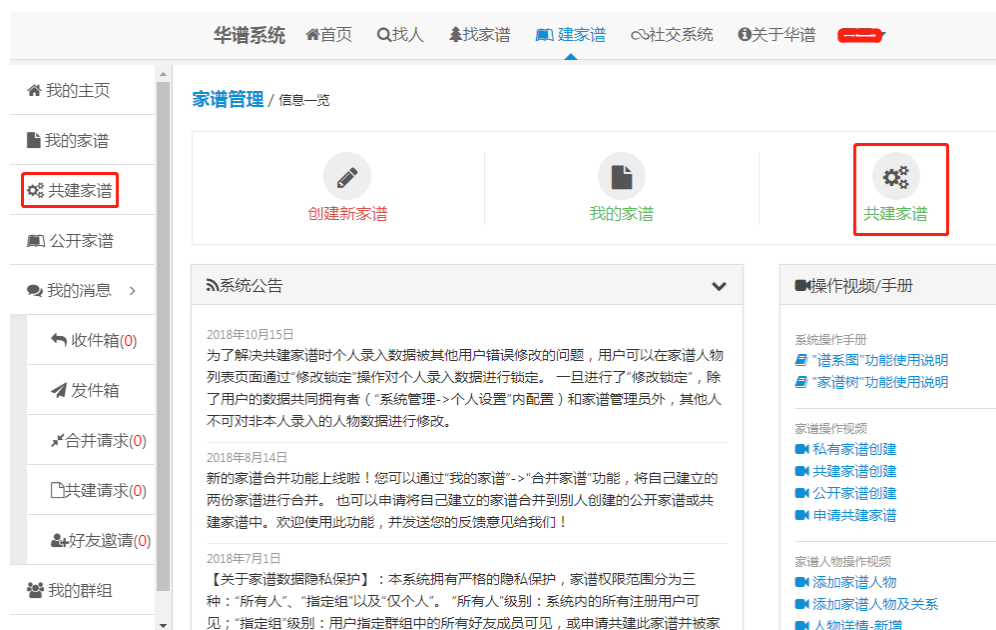 华谱系统 首页 找人 找家谱 建家谱 社交系统 关于华谱
我的主页
我的家谱
共建家谱
公开家谱
我的消息
收件箱(0)
发件箱
合并请求(0)
共建请求(0)
好友邀请(0)
我的群组
家谱管理 / 信息一览
创建新家谱 我的家谱 共建家谱
系统公告
2018年10月15日
为了解决共建家谱时个人录入数据被其他用户错误修改的问题，用户可以在家谱人物
列表页面通过“修改锁定”操作对个人录入数据进行锁定。 一旦进行了“修改锁定”，除
了用户的数据共同拥有者（“系统管理->个人设置”内配置）和家谱管理员外，其他人
不可对非本人录入的人物数据进行修改。
2018年8月14日
新的家谱合并功能上线啦！您可以通过“我的家谱”->“合并家谱”功能，将自己建立的
两份家谱进行合并。 也可以申请将自己建立的家谱合并到别人创建的公开家谱或共
建家谱中。欢迎使用此功能，并发送您的反馈意见给我们！
2018年7月1日
【关于家谱数据隐私保护】：本系统拥有严格的隐私保护，家谱权限范围分为三
种：“所有人”、“指定组”以及“仅个人”。 “所有人”级别：系统内的所有注册用户可
见；“指定组”级别：用户指定群组中的所有好友成员可见，或申请共建此家谱并被家
操作视频/手册
系统操作手册
“谱系图”功能使用说明
“家谱树”功能使用说明
家谱操作视频
私有家谱创建
共建家谱创建
公开家谱创建
申请共建家谱
家谱人物操作视频
添加家谱人物
添加家谱人物及关系
人物详情-新增